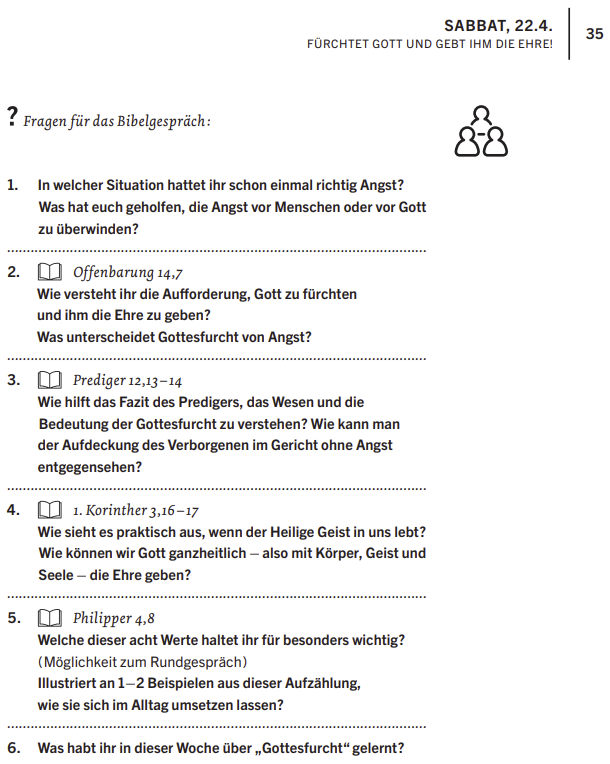 SABBAT, 22.4.
FÜRCHTET GOTT UND GEBT IHM DIE EHRE!
35
? Fragen für das Bibelgespräch:
1. In welcher Situation hattet ihr schon einmal richtig Angst?
Was hat euch geholfen, die Angst vor Menschen oder vor Gott
zu überwinden?
2. Offenbarung 14,7
Wie versteht ihr die Aufforderung, Gott zu fürchten
und ihm die Ehre zu geben?
Was unterscheidet Gottesfurcht von Angst?
3. Prediger 12,13–14
Wie hilft das Fazit des Predigers, das Wesen und die
Bedeutung der Gottesfurcht zu verstehen? Wie kann man
der Aufdeckung des Verborgenen im Gericht ohne Angst
entgegensehen?
4. 1. Korinther 3,16–17
Wie sieht es praktisch aus, wenn der Heilige Geist in uns lebt?
Wie können wir Gott ganzheitlich – also mit Körper, Geist und
Seele – die Ehre geben?
5. Philipper 4,8
Welche dieser acht Werte haltet ihr für besonders wichtig?
(Möglichkeit zum Rundgespräch)
Illustriert an 1–2 Beispielen aus dieser Aufzählung,
wie sie sich im Alltag umsetzen lassen?
6. Was habt ihr in dieser Woche über „Gottesfurcht“ gelernt?